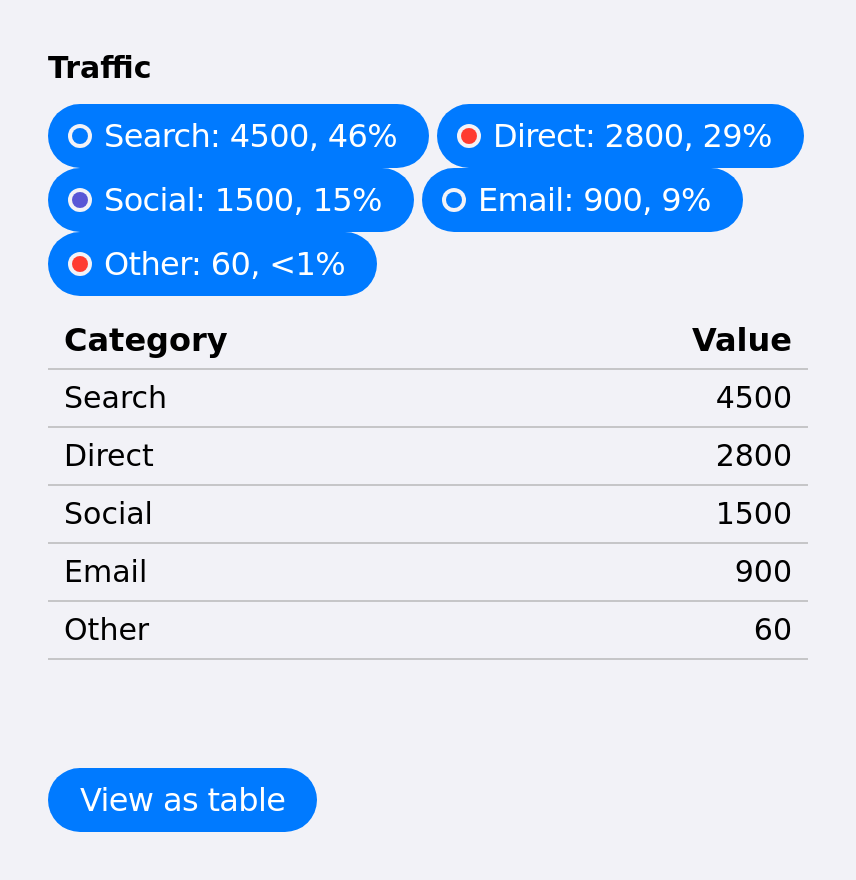 Traffic
Search: 4500, 46% Direct: 2800, 29%
Social: 1500, 15% Email: 900, 9%
Other: 60, <1%
Category Value
Search 4500
Direct 2800
Social 1500
Email 900
Other 60
View as table